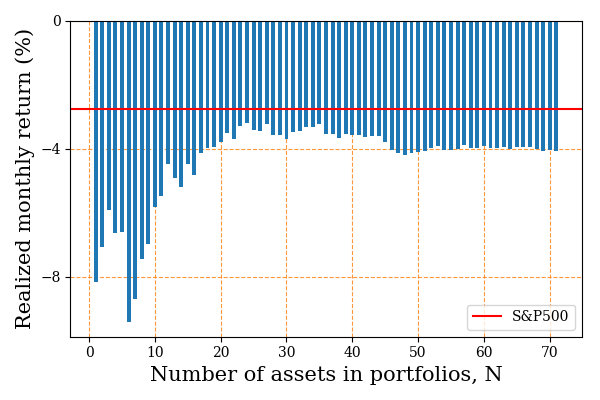 Realized monthly return (%)
0
−4
−8
S&P500
0 10 20 30 40 50 60 70
Number of assets in portfolios, N